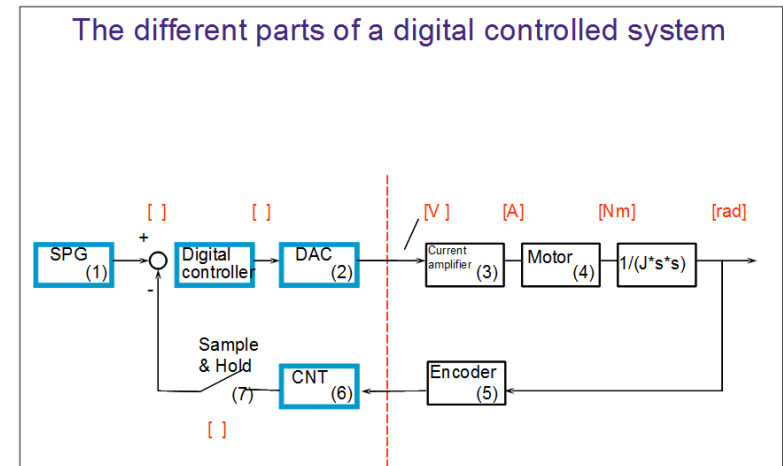 The different parts of a digital controlled system
[ ]
[ ]
[V ]
[A]
[Nm]
[rad]
+
-
SPG
(1)
Digital
controller
DAC
(2)
Current
amplifier (3)
Motor
(4)
1/(J*s*s)
Sample
& Hold
(7)
CNT
(6)
Encoder
(5)
[ ]